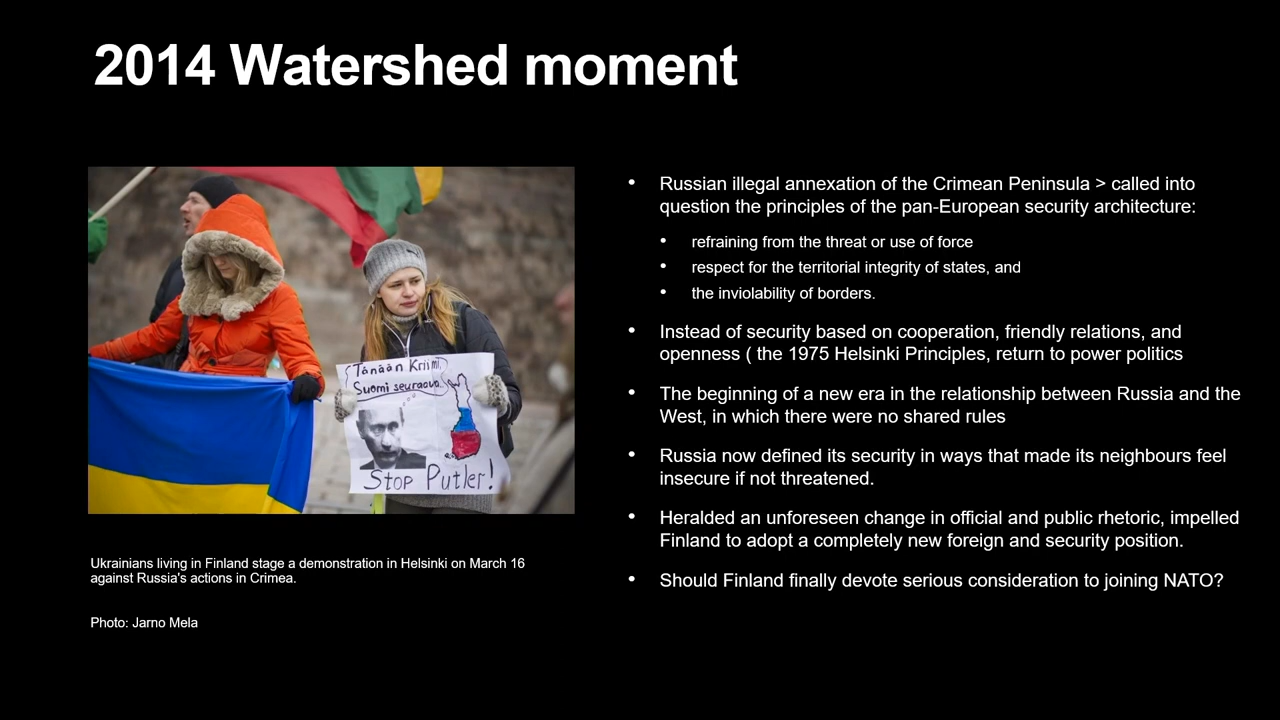 2014 Watershed moment
Tänään Krimi,
Suomi seuraava.
Stop Putler!
Ukrainians living in Finland stage a demonstration in Helsinki on March 16
against Russia's actions in Crimea.
Photo: Jarno Mela
• Russian illegal annexation of the Crimean Peninsula > called into
question the principles of the pan-European security architecture:
• refraining from the threat or use of force
• respect for the territorial integrity of states, and
• the inviolability of borders.
• Instead of security based on cooperation, friendly relations, and
openness ( the 1975 Helsinki Principles, return to power politics
• The beginning of a new era in the relationship between Russia and the
West, in which there were no shared rules
• Russia now defined its security in ways that made its neighbours feel
insecure if not threatened.
• Heralded an unforeseen change in official and public rhetoric, impelled
Finland to adopt a completely new foreign and security position.
• Should Finland finally devote serious consideration to joining NATO?